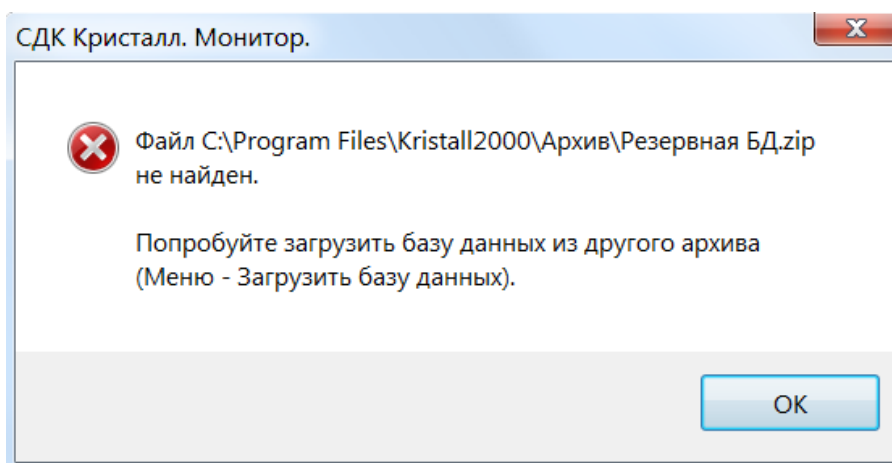 СДК Кристалл. Монитор.
Файл C:\Program Files\Kristall2000\Архив\Резервная БД.zip
не найден.
Попробуйте загрузить базу данных из другого архива
(Меню - Загрузить базу данных).
OK